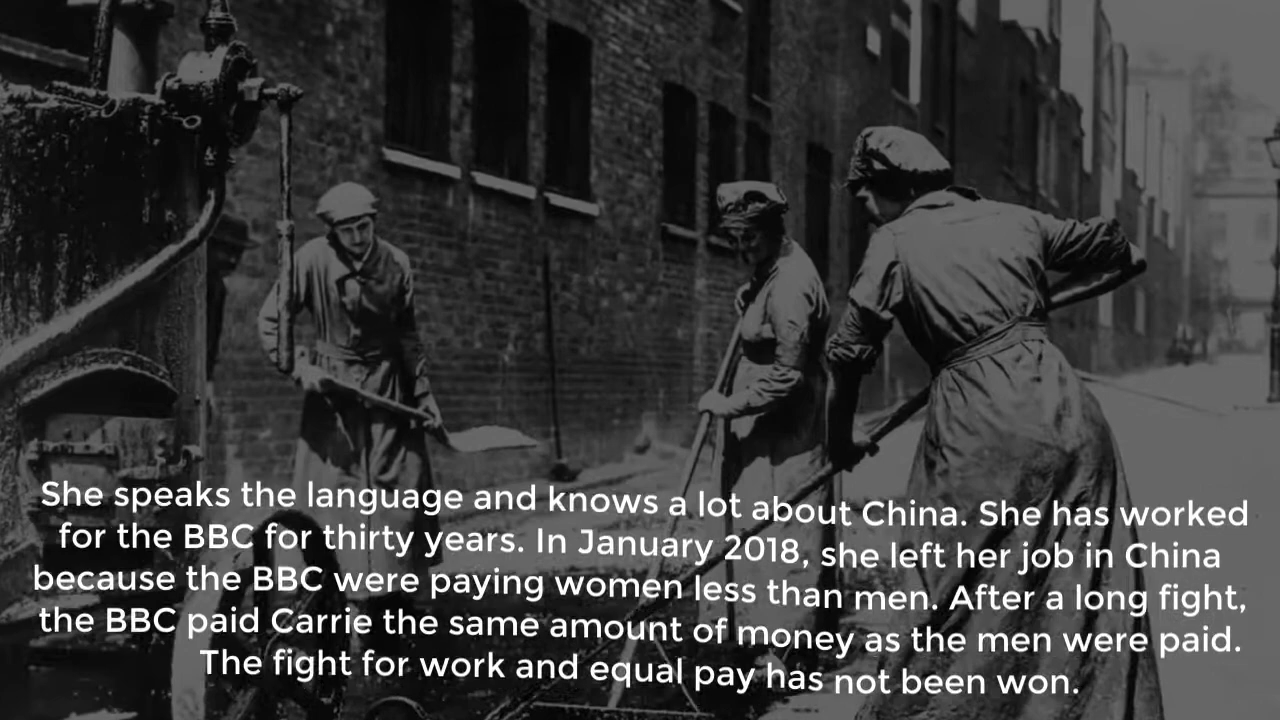 She speaks the language and knows a lot about China. She has worked
for the BBC for thirty years. In January 2018, she left her job in China
because the BBC were paying women less than men. After a long fight,
the BBC paid Carrie the same amount of money as the men were paid.
The fight for work and equal pay has not been won.